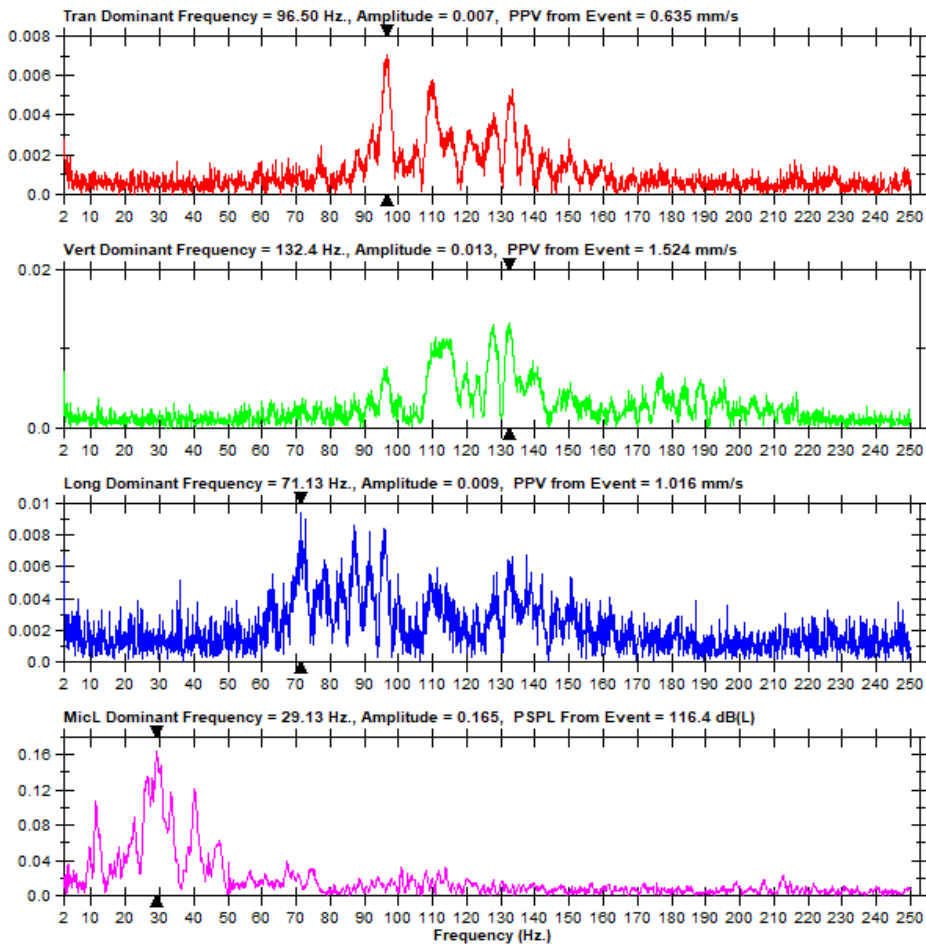 Tran Dominant Frequency = 96.50 Hz., Amplitude = 0.007, PPV from Event = 0.635 mm/s
0.008
0.006
0.004
0.002
0.0
2 10 20 30 40 50 60 70 80 90 100 110 120 130 140 150 160 170 180 190 200 210 220 230 240 250
Vert Dominant Frequency = 132.4 Hz., Amplitude = 0.013, PPV from Event = 1.524 mm/s
0.02
0.0
2 10 20 30 40 50 60 70 80 90 100 110 120 130 140 150 160 170 180 190 200 210 220 230 240 250
Long Dominant Frequency = 71.13 Hz., Amplitude = 0.009, PPV from Event = 1.016 mm/s
0.01
0.008
0.006
0.004
0.002
0.0
2 10 20 30 40 50 60 70 80 90 100 110 120 130 140 150 160 170 180 190 200 210 220 230 240 250
MicL Dominant Frequency = 29.13 Hz., Amplitude = 0.165, PSPL From Event = 116.4 dB(L)
0.16
0.12
0.08
0.04
0.0
2 10 20 30 40 50 60 70 80 90 100 110 120 130 140 150 160 170 180 190 200 210 220 230 240 250
Frequency (Hz.)